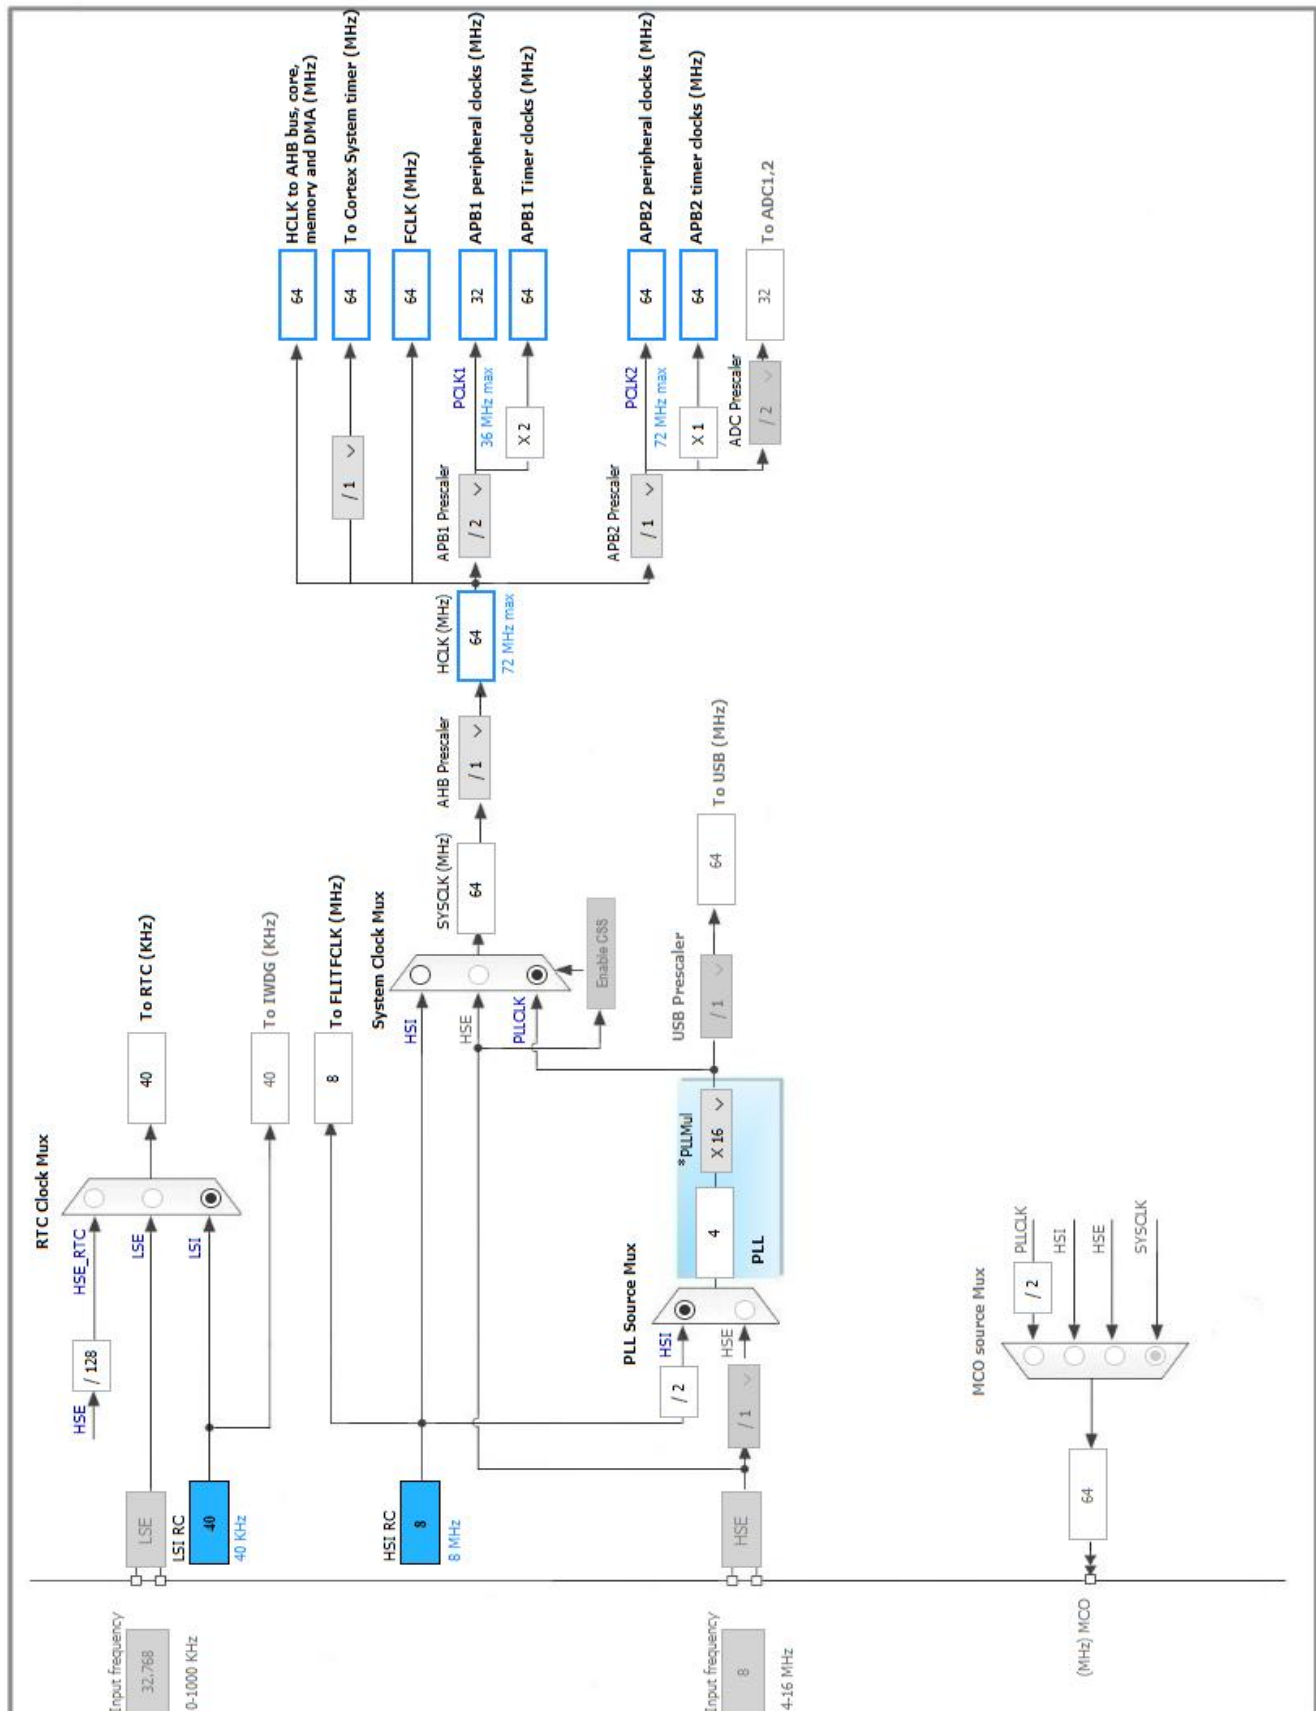 Input frequency
32.768
0-1000 KHz
LSE
HSE
/ 128
HSE_RTC
LSE
LSI
RTC Clock Mux
40
To RTC (KHz)
LSI RC
40
40 KHz
40
To IWDG (KHz)
HSI RC
8
8 MHz
8
To FLITFCLK (MHz)
System Clock Mux
HSI
HSE
PLLCLK
Enable CSS
SYSCLK (MHz)
64
AHB Prescaler
/ 1
HCLK (MHz)
64
72 MHz max
64
HCLK to AHB bus, core,
memory and DMA (MHz)
/ 1
64
To Cortex System timer (MHz)
64
FCLK (MHz)
APB1 Prescaler
/ 2
PCLK1
36 MHz max
32
APB1 peripheral clocks (MHz)
X 2
64
APB1 Timer clocks (MHz)
APB2 Prescaler
/ 1
PCLK2
72 MHz max
64
APB2 peripheral clocks (MHz)
X 1
64
APB2 timer clocks (MHz)
ADC Prescaler
/ 2
32
To ADC1,2
Input frequency
8
4-16 MHz
HSE
/ 2
/ 1
PLL Source Mux
HSI
HSE
4
*PLLMul
X 16
PLL
USB Prescaler
/ 1
64
To USB (MHz)
(MHz) MCO
64
MCO source Mux
/ 2
PLLCLK
HSI
HSE
SYSCLK